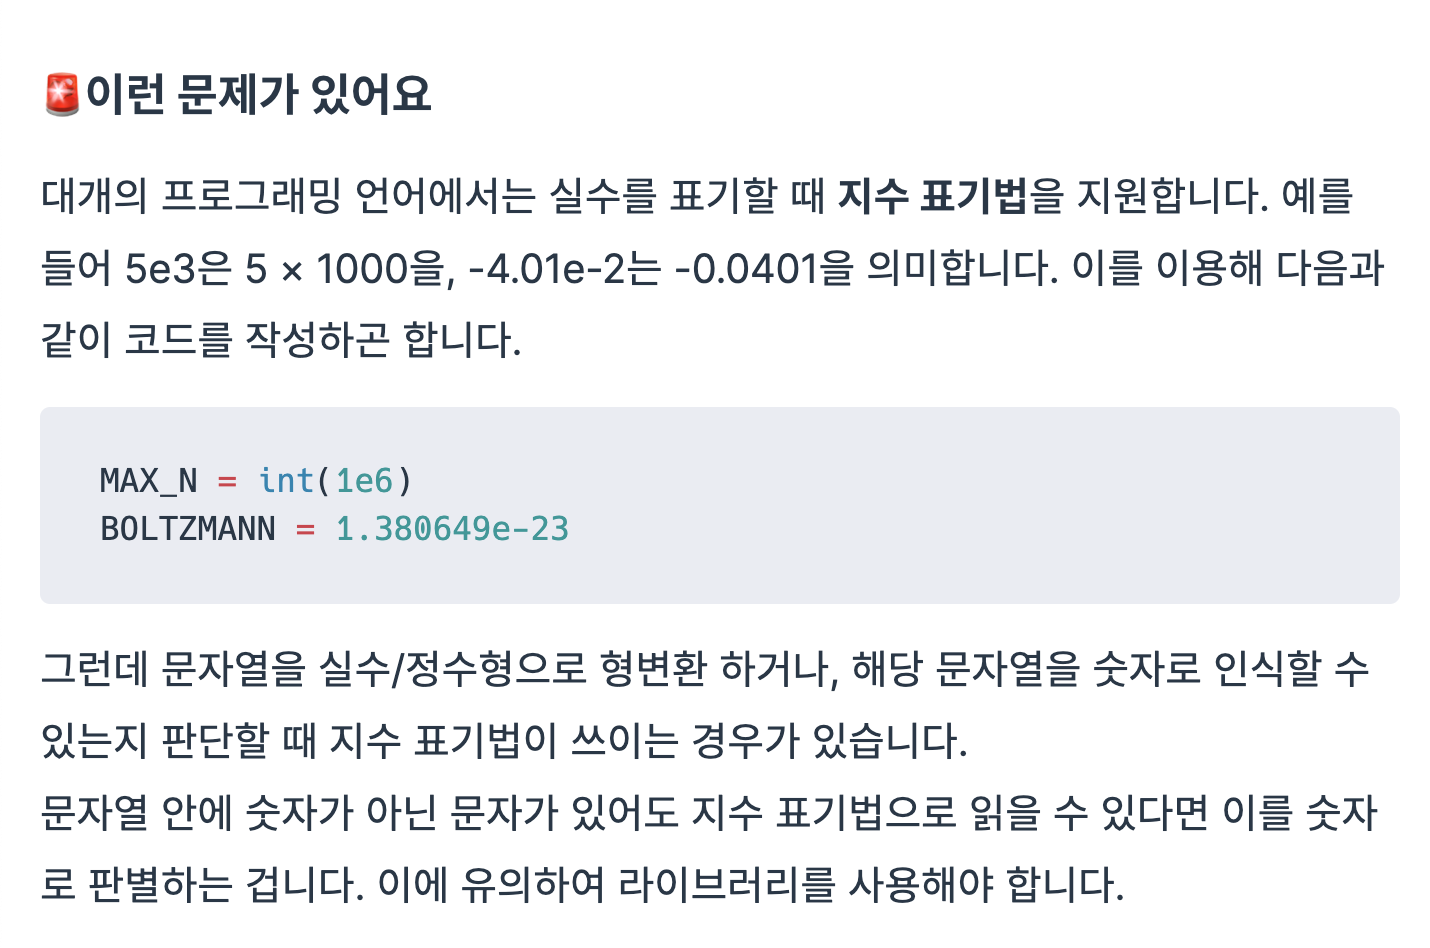 🚨이런 문제가 있어요
대개의 프로그래밍 언어에서는 실수를 표기할 때 지수 표기법을 지원합니다. 예를
들어 5e3은 5 × 1000을, -4.01e-2는 -0.0401을 의미합니다. 이를 이용해 다음과
같이 코드를 작성하곤 합니다.
MAX_N = int(1e6)
BOLTZMANN = 1.380649e-23
그런데 문자열을 실수/정수형으로 형변환 하거나, 해당 문자열을 숫자로 인식할 수
있는지 판단할 때 지수 표기법이 쓰이는 경우가 있습니다.
문자열 안에 숫자가 아닌 문자가 있어도 지수 표기법으로 읽을 수 있다면 이를 숫자
로 판별하는 겁니다. 이에 유의하여 라이브러리를 사용해야 합니다.